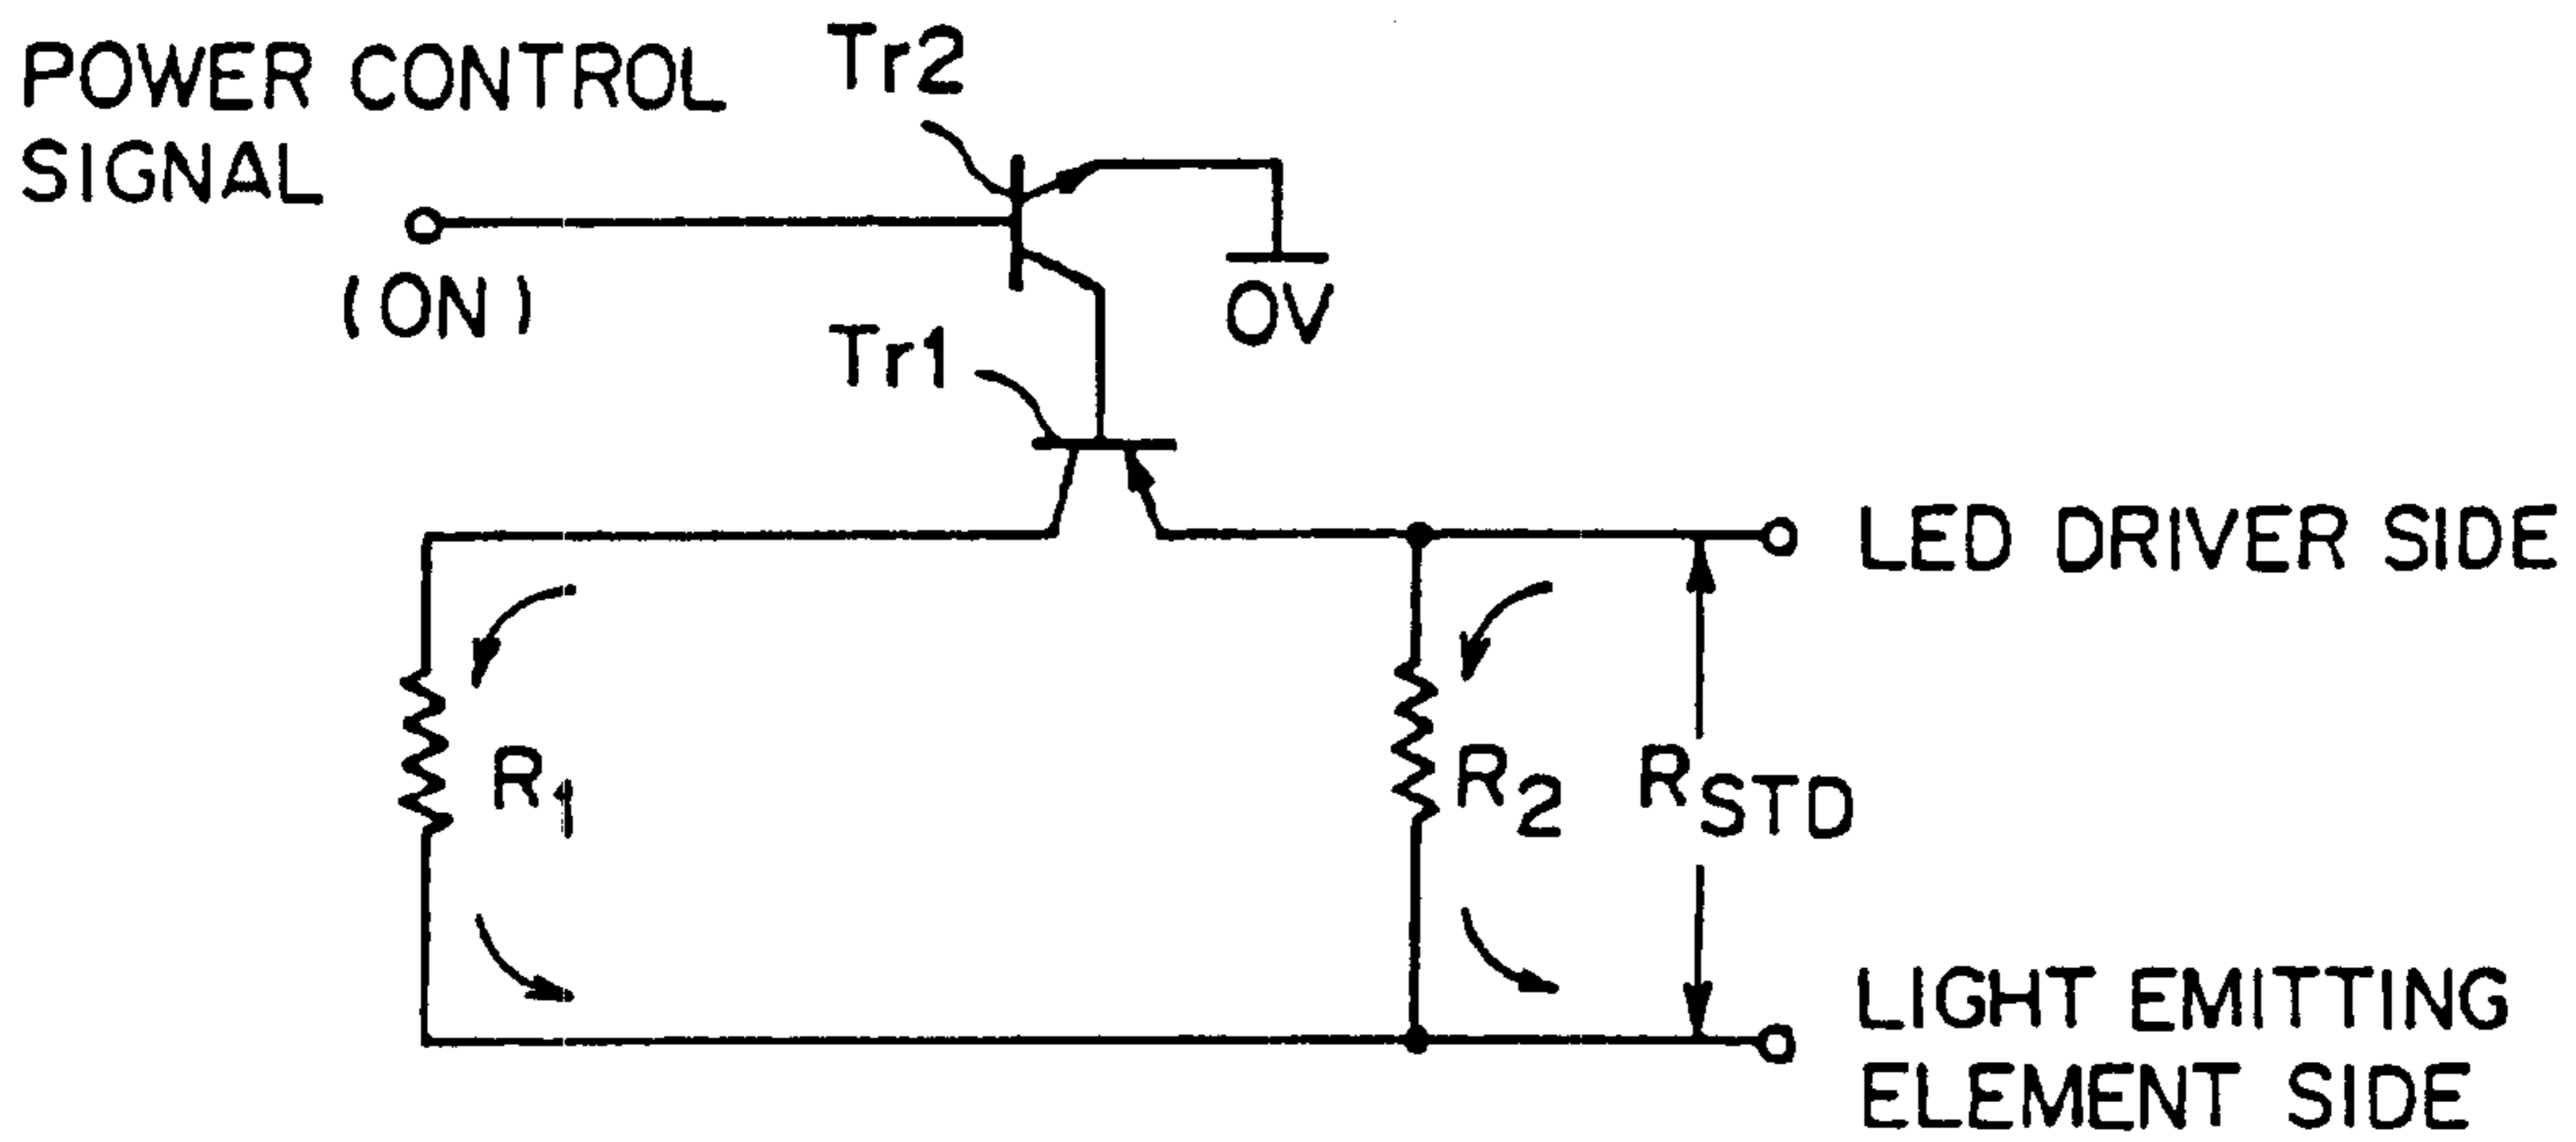 POWER CONTROL
SIGNAL
(ON)
Tr2
0V
Tr1
LED DRIVER SIDE
R1
R2
RSTD
LIGHT EMITTING
ELEMENT SIDE